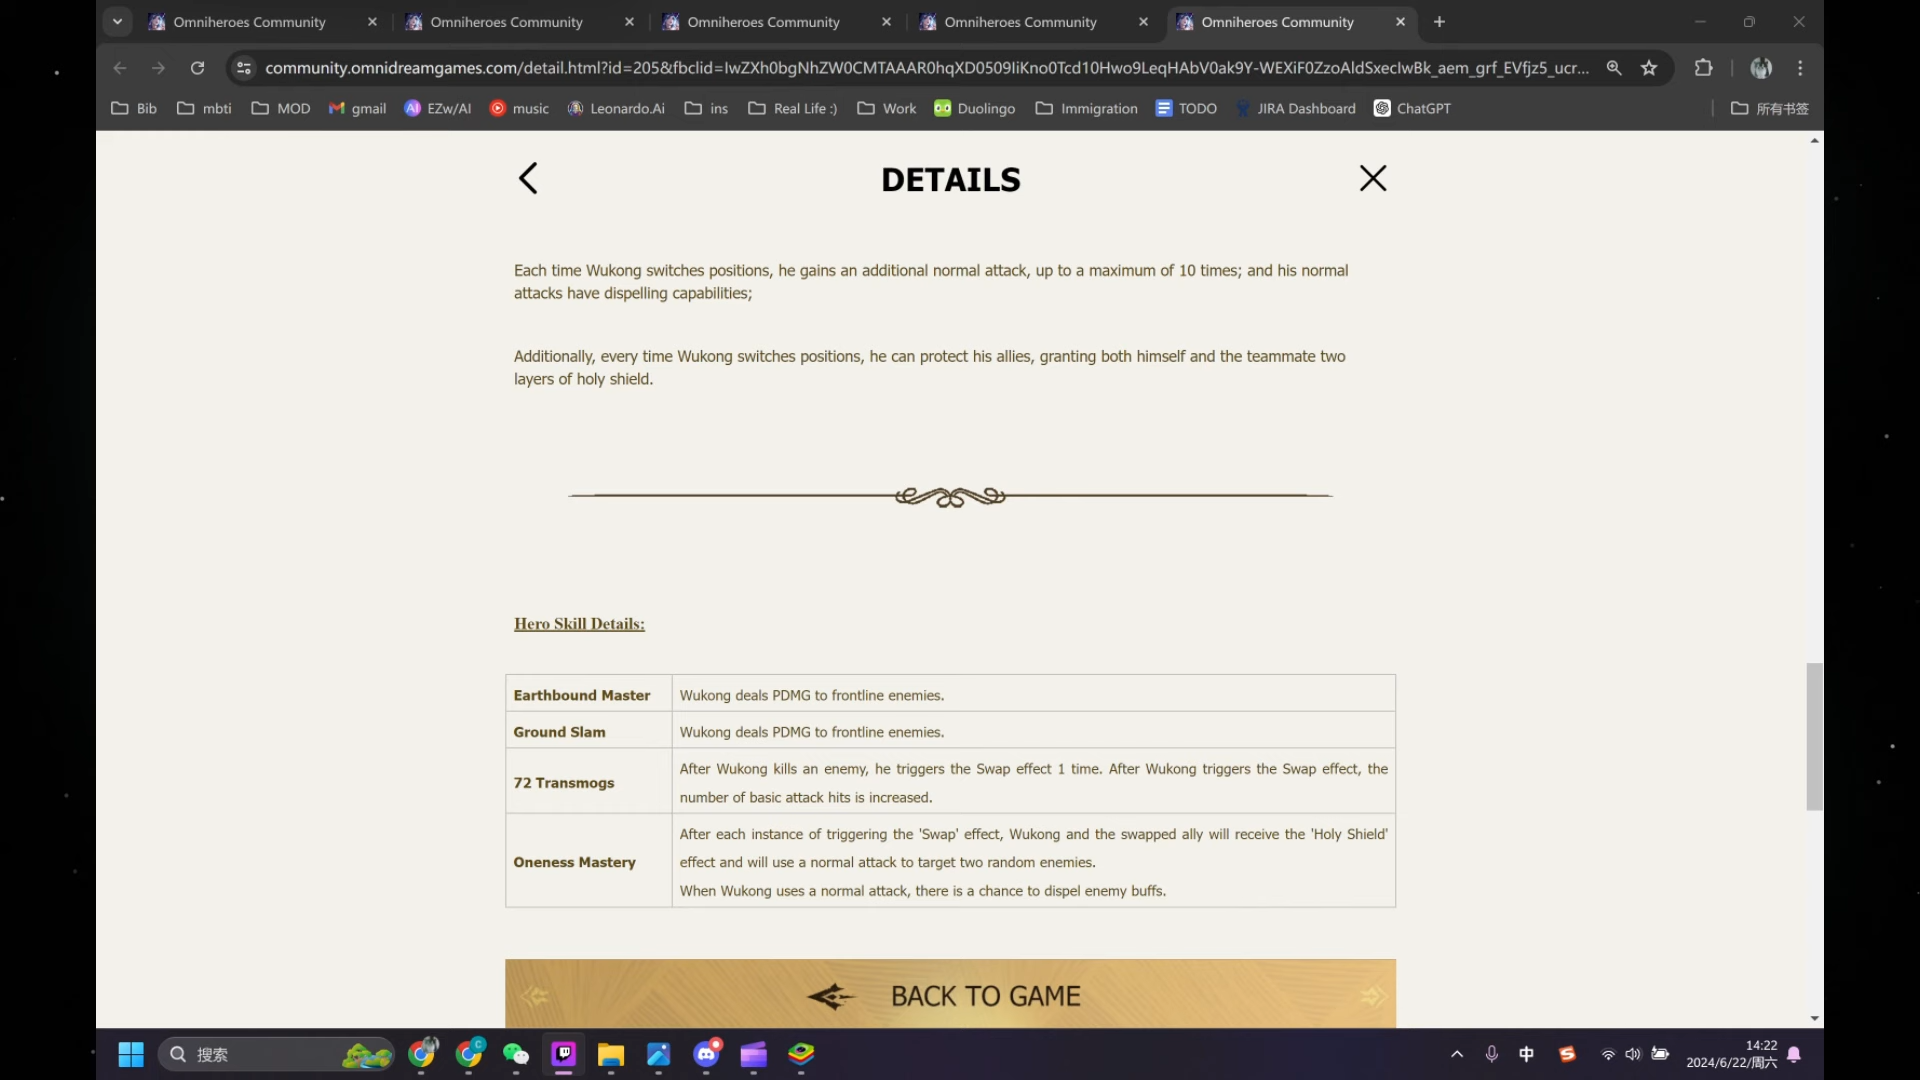 Omniheroes Community
Omniheroes Community
Omniheroes Community
Omniheroes Community
Omniheroes Community
community.omnidreamgames.com/detail.html?id=205&fbclid=IwZXh0bgNhZW0CMTAAAR0hqXD0509IiKno0Tcd10Hwo9LeqHAbV0ak9Y-WEXiF0ZzoAldSxecIwBk_aem_grf_EVfjz5_ucr...
Bib mbti MOD gmail EZw/AI music Leonardo.Ai ins Real Life :) Work Duolingo Immigration TODO JIRA Dashboard ChatGPT 所有书签
DETAILS
Each time Wukong switches positions, he gains an additional normal attack, up to a maximum of 10 times; and his normal
attacks have dispelling capabilities;
Additionally, every time Wukong switches positions, he can protect his allies, granting both himself and the teammate two
layers of holy shield.
Hero Skill Details:
Earthbound Master
Wukong deals PDMG to frontline enemies.
Ground Slam
Wukong deals PDMG to frontline enemies.
72 Transmogs
After Wukong kills an enemy, he triggers the Swap effect 1 time. After Wukong triggers the Swap effect, the
number of basic attack hits is increased.
Oneness Mastery
After each instance of triggering the 'Swap' effect, Wukong and the swapped ally will receive the 'Holy Shield'
effect and will use a normal attack to target two random enemies.
When Wukong uses a normal attack, there is a chance to dispel enemy buffs.
BACK TO GAME
搜索
中
14:22
2024/6/22/周六